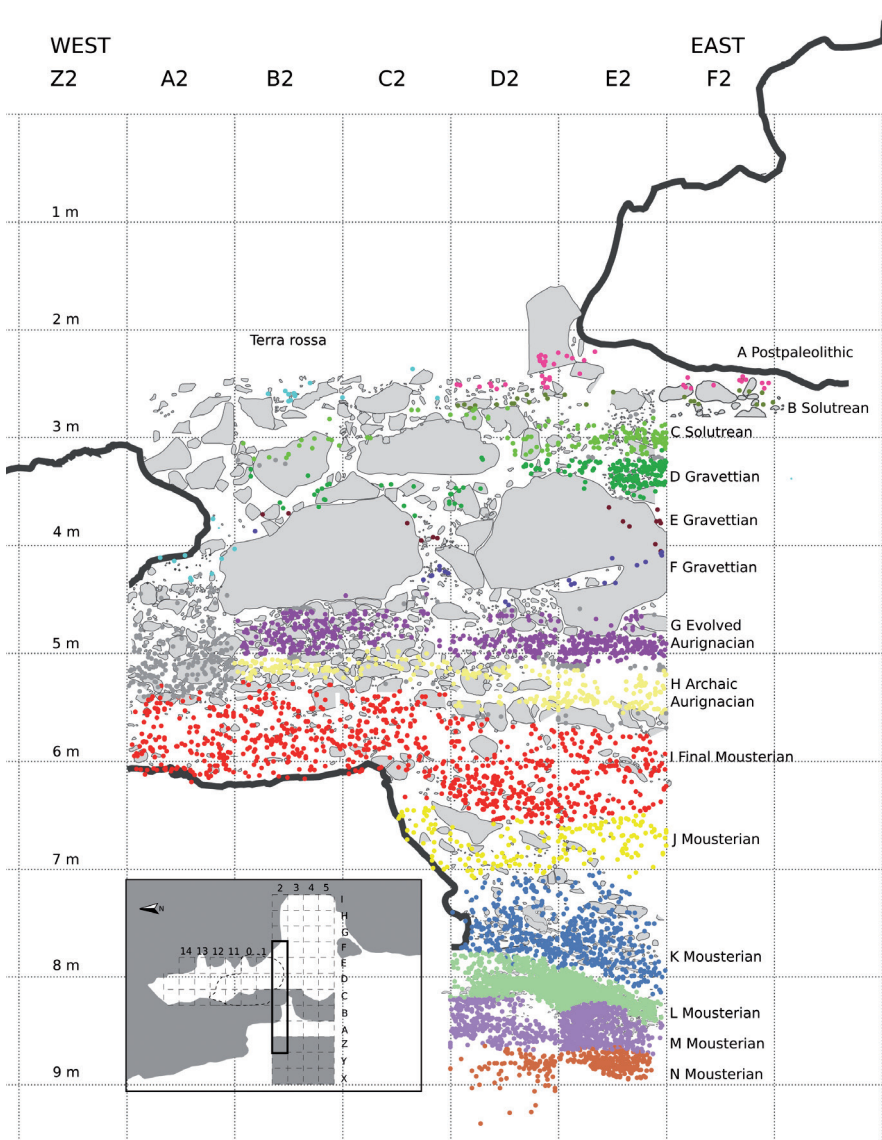 WEST
EAST
Z2
A2
B2
C2
D2
E2
F2
1 m
2 m
Terra rossa
A Postpaleolithic
B Solutrean
3 m
C Solutrean
D Gravettian
4 m
E Gravettian
F Gravettian
5 m
G Evolved
Aurignacian
H Archaic
Aurignacian
6 m
I Final Mousterian
J Mousterian
7 m
K Mousterian
8 m
L Mousterian
M Mousterian
N Mousterian
9 m
N
2 3 4 5
I
H
G
F
14 13 12 11 0 1
E
D
C
B
A
Z
Y
X